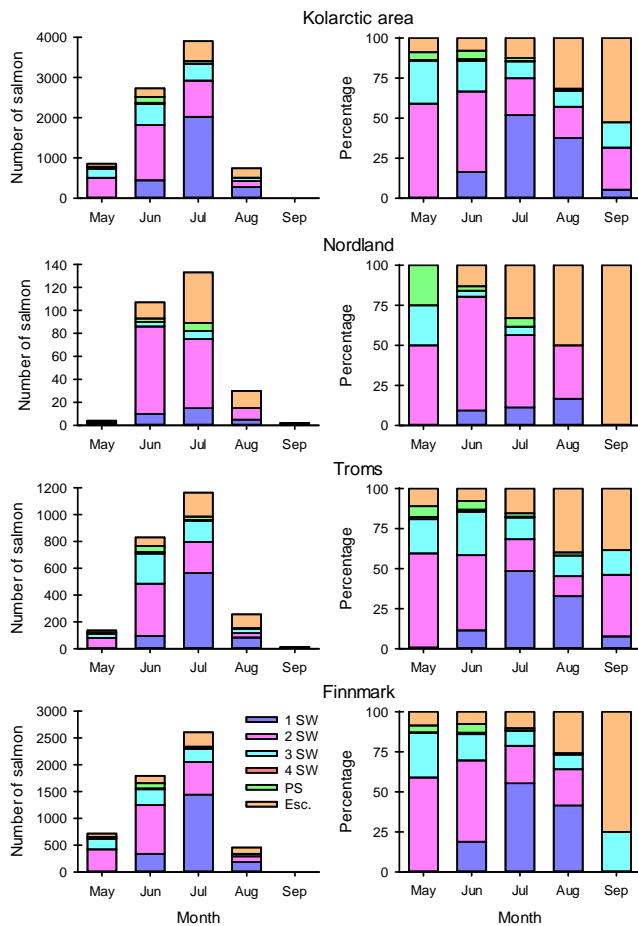 Kolarctic area
Number of salmon
4000
3000
2000
1000
0
May Jun Jul Aug Sep
Percentage
100
75
50
25
0
May Jun Jul Aug Sep
Nordland
Number of salmon
140
120
100
80
60
40
20
0
May Jun Jul Aug Sep
Percentage
100
75
50
25
0
May Jun Jul Aug Sep
Troms
Number of salmon
1200
1000
800
600
400
200
0
May Jun Jul Aug Sep
Percentage
100
75
50
25
0
May Jun Jul Aug Sep
Finnmark
Number of salmon
3000
2500
2000
1500
1000
500
0
1 SW
2 SW
3 SW
4 SW
PS
Esc.
May Jun Jul Aug Sep
Month
Percentage
100
75
50
25
0
May Jun Jul Aug Sep
Month